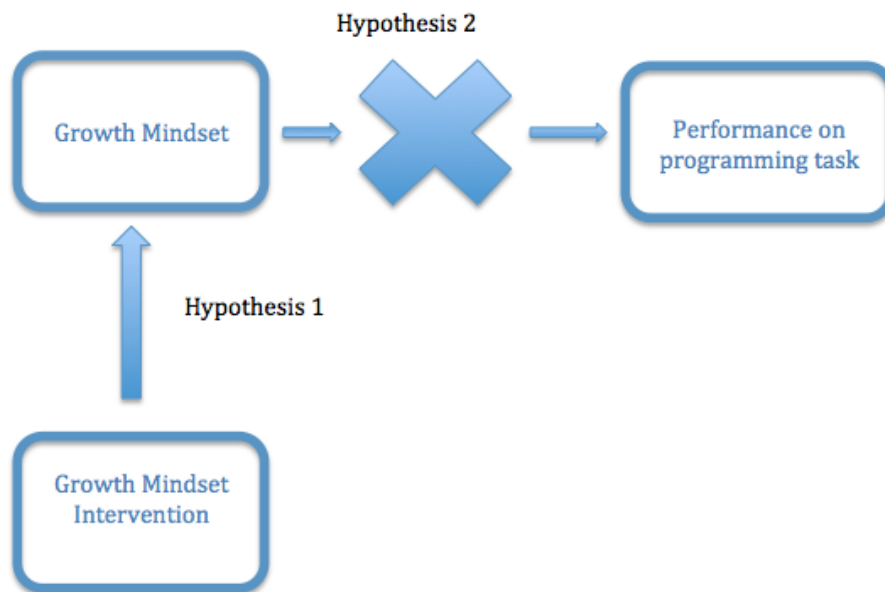 Hypothesis 2
Growth Mindset
Performance on
programming task
Hypothesis 1
Growth Mindset
Intervention